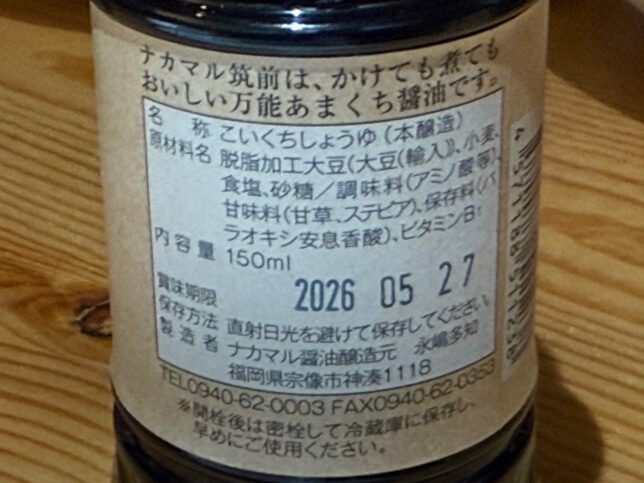 ナカマル筑前は、かけても煮ても
おいしい万能あまくち醤油です。
名称 こいくちしょうゆ(本醸造)
原材料名 脱脂加工大豆(大豆(輸入))、小麦、
食塩、砂糖／調味料(アミノ酸等)、
甘味料(甘草、ステビア)、保存料(パ
ラオキシ安息香酸)、ビタミンB1
内容量 150ml
賞味期限 2026 05 27
保存方法 直射日光を避けて保存してください。
製造者 ナカマル醤油醸造元 永嶋多知
福岡県宗像市神湊1118
TEL0940-62-0003 FAX0940-62-0353
※開栓後は密栓して冷蔵庫に保存し、
早めにご使用ください。